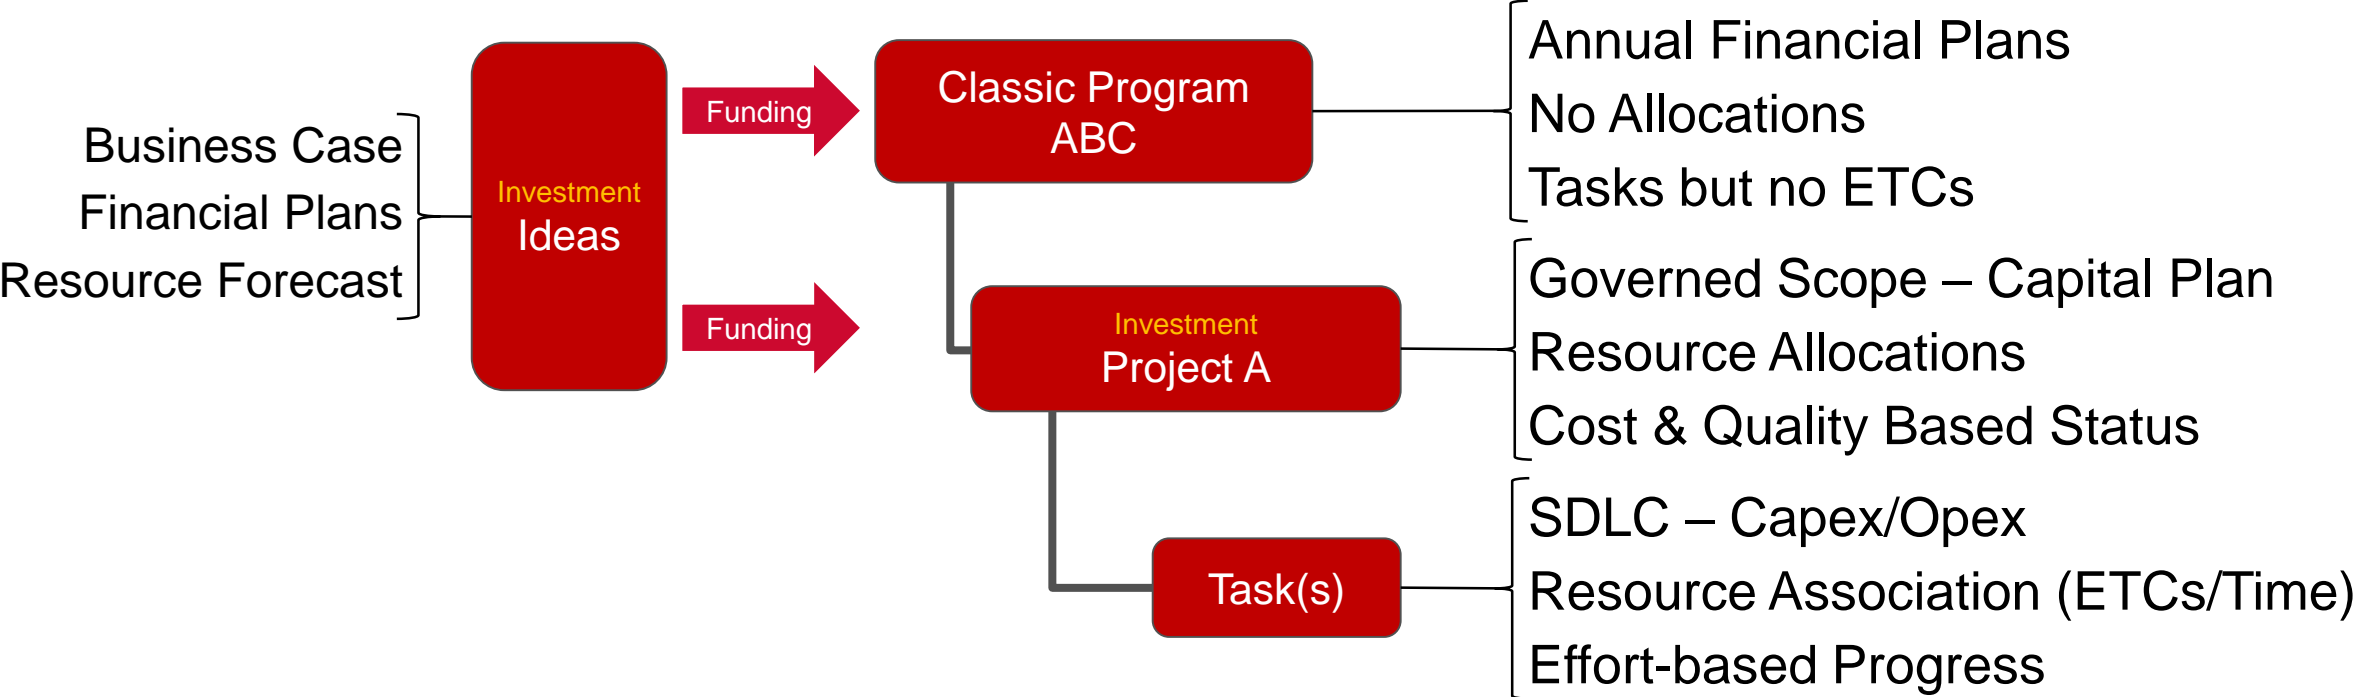 Business Case
Financial Plans
Resource Forecast
Investment
Ideas
Funding
Funding
Classic Program
ABC
Annual Financial Plans
No Allocations
Tasks but no ETCs
Investment
Project A
Governed Scope – Capital Plan
Resource Allocations
Cost & Quality Based Status
Task(s)
SDLC – Capex/Opex
Resource Association (ETCs/Time)
Effort-based Progress